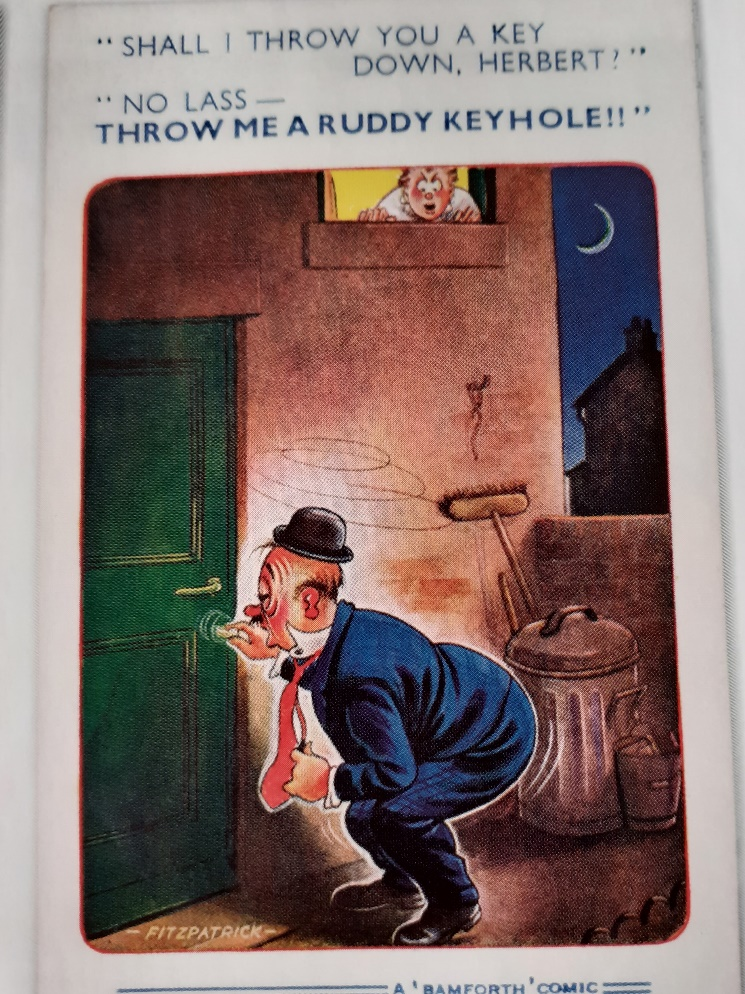 "SHALL I THROW YOU A KEY
DOWN, HERBERT?"
"NO LASS —
THROW ME A RUDDY KEYHOLE!!"
– FITZPATRICK –
A 'BAMFORTH' COMIC